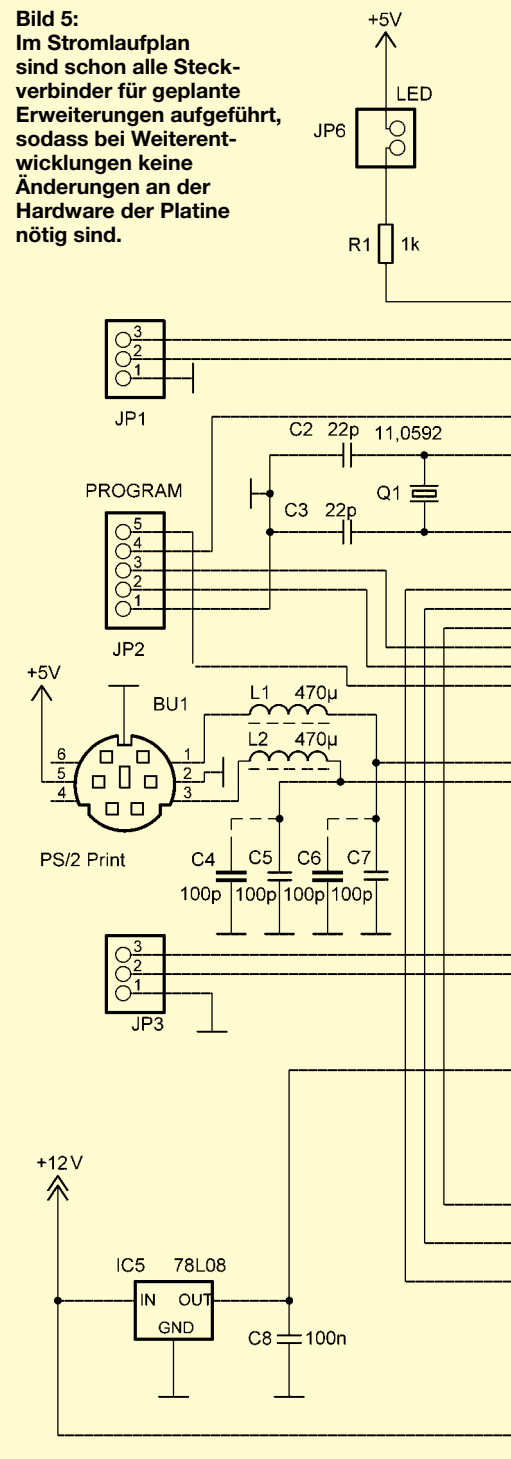 Bild 5:
Im Stromlaufplan
sind schon alle Steck-
verbinder für geplante
Erweiterungen aufgeführt,
sodass bei Weiterent-
wicklungen keine
Änderungen an der
Hardware der Platine
nötig sind.
+5V
LED
JP6
R1 1k
3
2
1
JP1
C2 22p 11,0592
PROGRAM
Q1
C3 22p
5
4
3
2
1
JP2
+5V
BU1
L1 470µ
L2 470µ
6 1
5 2
4 3
PS/2 Print
C4 C5 C6 C7
100p 100p 100p 100p
3
2
1
JP3
+12V
IC5 78L08
IN OUT
GND
C8 100n